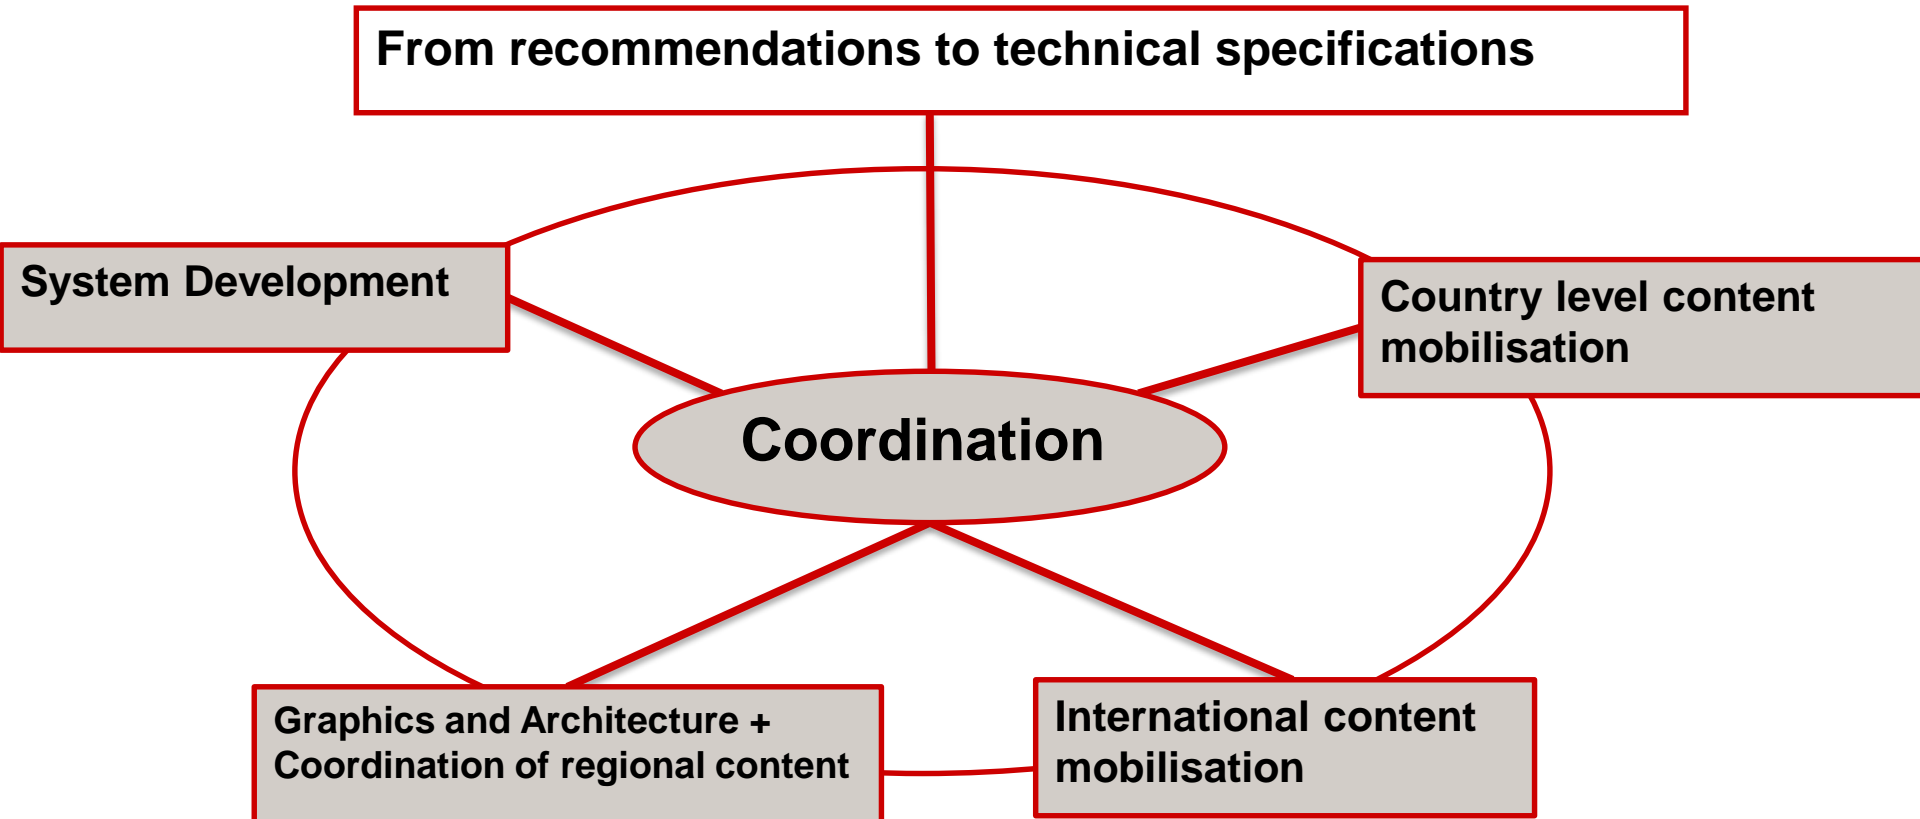 From recommendations to technical specifications
System Development
Country level content
mobilisation
Coordination
Graphics and Architecture +
Coordination of regional content
International content
mobilisation